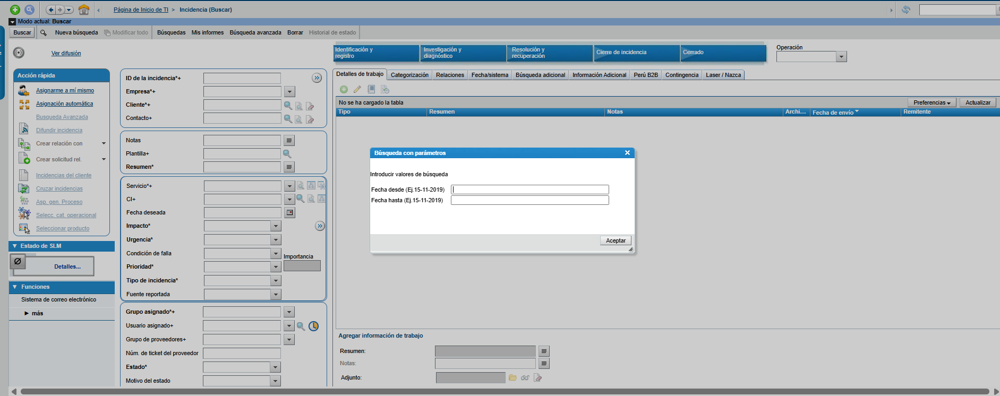 Página de Inicio de TI > Incidencia (Buscar)
Modo actual: Buscar
Buscar Nueva búsqueda Modificar todo Búsquedas Mis informes Búsqueda avanzada Borrar Historial de estado
Ver difusión
Identificación y registro
Investigación y diagnóstico
Resolución y recuperación
Cierre de incidencia
Cerrado
Operación
Acción rápida
Asignarme a mí mismo
Asignación automática
Busqueda Avanzada
Difundir incidencia
Crear relación con
Crear solicitud rel.
Incidencias del cliente
Cruzar incidencias
Asp. gen. Proceso
Selecc. cat. operacional
Seleccionar producto
Estado de SLM
Detalles...
Funciones
Sistema de correo electrónico
más
ID de la incidencia*+
Empresa*+
Cliente*+
Contacto+
Notas
Plantilla+
Resumen*
Servicio*+
CI+
Fecha deseada
Impacto*
Urgencia*
Condición de falla
Importancia
Prioridad*
Tipo de incidencia*
Fuente reportada
Grupo asignado*+
Usuario asignado+
Grupo de proveedores+
Núm. de ticket del proveedor
Estado*
Motivo del estado
Detalles de trabajo Categorización Relaciones Fecha/sistema Búsqueda adicional Información Adicional Perú B2B Contingencia Laser / Nazca
No se ha cargado la tabla Preferencias Actualizar
Tipo Resumen Notas Archi... Fecha de envío Remitente
Búsqueda con parámetros
Introducir valores de búsqueda
Fecha desde (Ej.15-11-2019)
Fecha hasta (Ej.15-11-2019)
Aceptar
Agregar información de trabajo
Resumen:
Notas:
Adjunto: